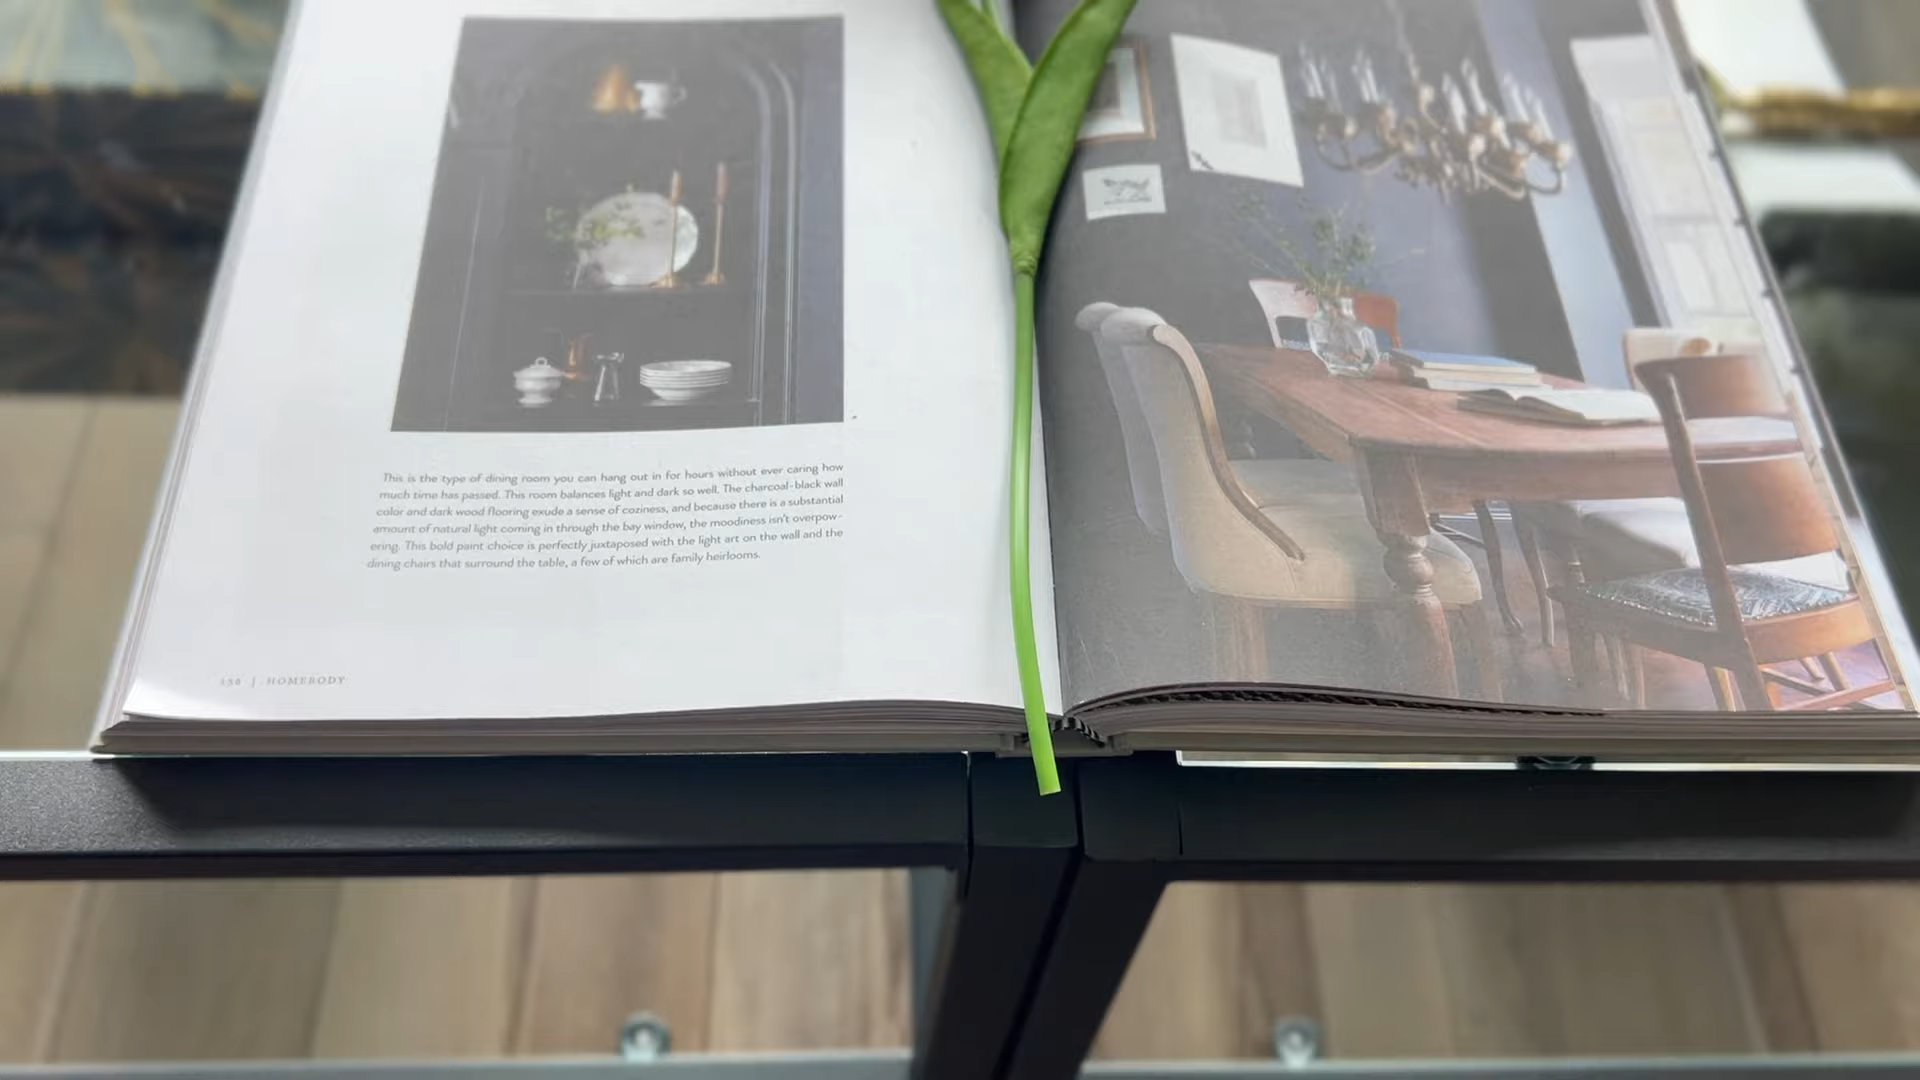 This is the type of dining room you can hang out in for hours without ever caring how
much time has passed. This room balances light and dark so well. The charcoal-black wall
color and dark wood flooring exude a sense of coziness, and because there is a substantial
amount of natural light coming in through the bay window, the moodiness isn't overpow-
ering. This bold paint choice is perfectly juxtaposed with the light art on the wall and the
dining chairs that surround the table, a few of which are family heirlooms.
156 | HOMEBODY